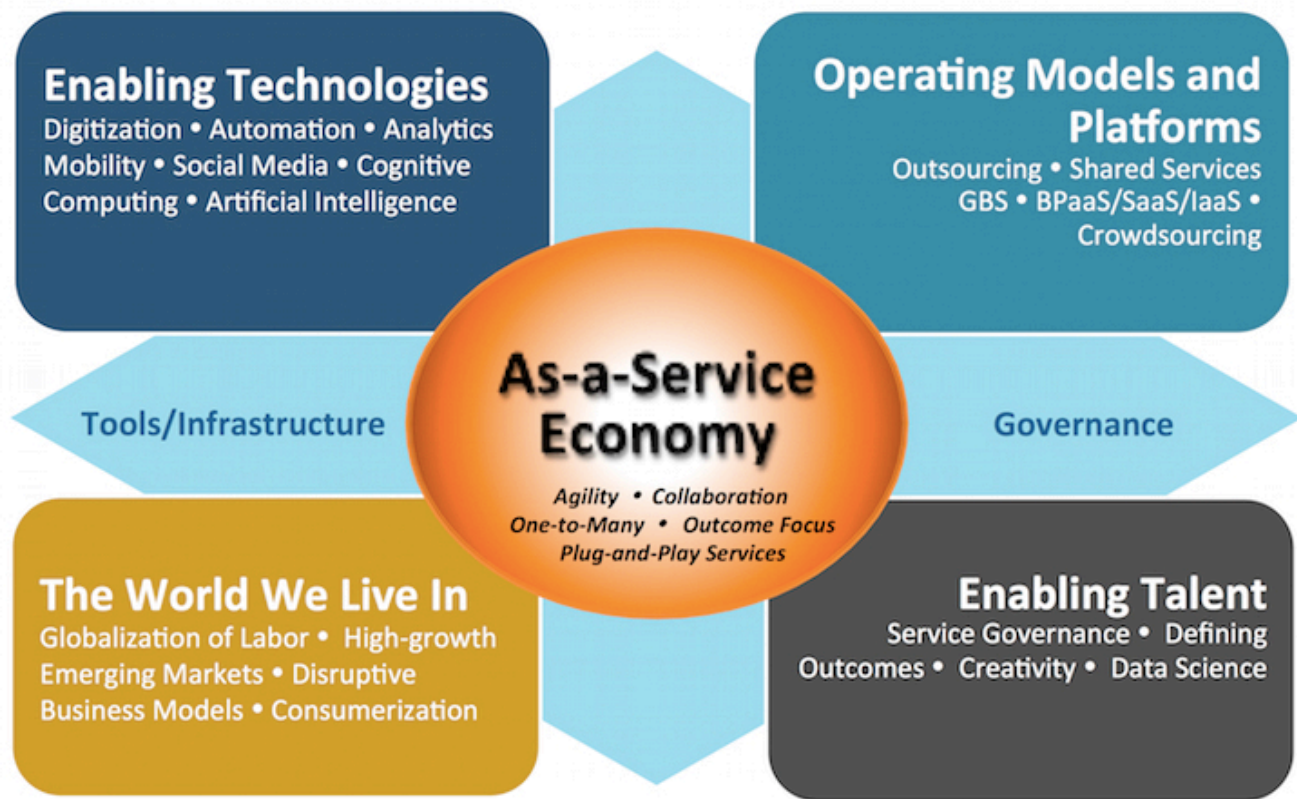 Enabling Technologies
Digitization • Automation • Analytics
Mobility • Social Media • Cognitive
Computing • Artificial Intelligence
Operating Models and
Platforms
Outsourcing • Shared Services
GBS • BPaaS/SaaS/IaaS •
Crowdsourcing
Tools/Infrastructure
As-a-Service
Economy
Agility • Collaboration
One-to-Many • Outcome Focus
Plug-and-Play Services
Governance
The World We Live In
Globalization of Labor • High-growth
Emerging Markets • Disruptive
Business Models • Consumerization
Enabling Talent
Service Governance • Defining
Outcomes • Creativity • Data Science